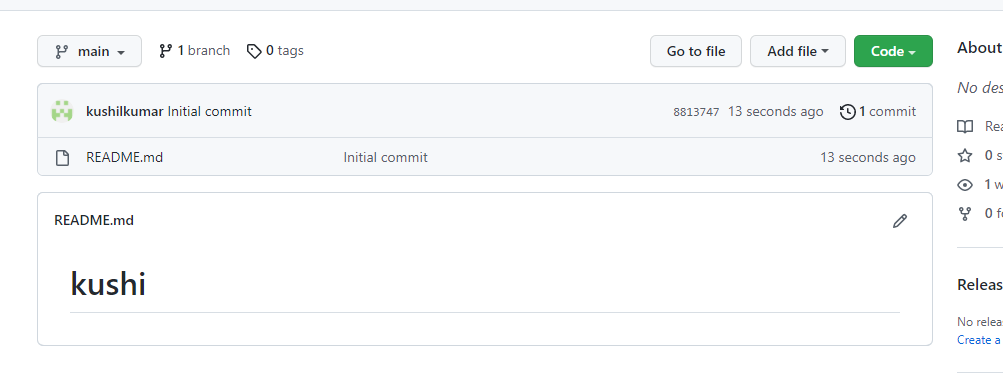 main 1 branch 0 tags Go to file Add file Code
kushilkumar Initial commit 8813747 13 seconds ago 1 commit
README.md Initial commit 13 seconds ago
README.md
kushi
About
No des
Rea
0 s
1 w
0 fo
Releas
No relea
Create a